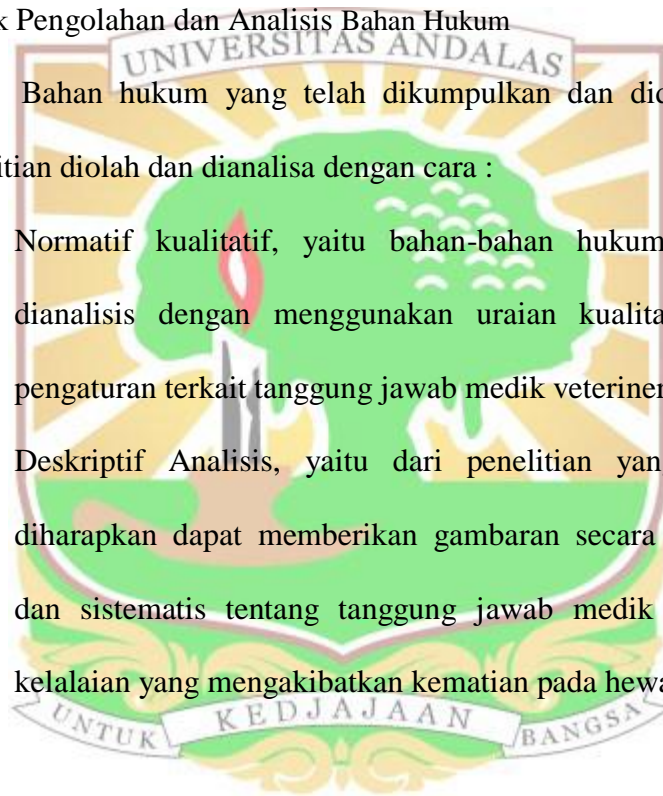 k Pengolahan dan Analisis Bahan Hukum
UNIVERSITAS ANDALAS
Bahan hukum yang telah dikumpulkan dan did
itian diolah dan dianalisa dengan cara :
Normatif kualitatif, yaitu bahan-bahan hukum
dianalisis dengan menggunakan uraian kualita
pengaturan terkait tanggung jawab medik veteriner
Deskriptif Analisis, yaitu dari penelitian yan
diharapkan dapat memberikan gambaran secara
dan sistematis tentang tanggung jawab medik
kelalaian yang mengakibatkan kematian pada hewa
UNTUK KEDJAJAAN BANGSA